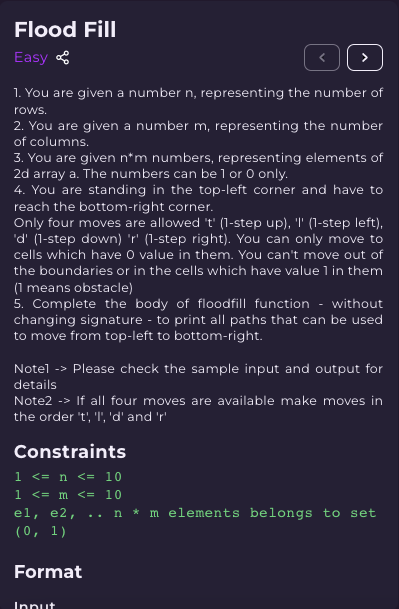 Flood Fill
Easy
1. You are given a number n, representing the number of
rows.
2. You are given a number m, representing the number
of columns.
3. You are given n*m numbers, representing elements of
2d array a. The numbers can be 1 or 0 only.
4. You are standing in the top-left corner and have to
reach the bottom-right corner.
Only four moves are allowed 't' (1-step up), 'l' (1-step left),
'd' (1-step down) 'r' (1-step right). You can only move to
cells which have 0 value in them. You can't move out of
the boundaries or in the cells which have value 1 in them
(1 means obstacle)
5. Complete the body of floodfill function - without
changing signature - to print all paths that can be used
to move from top-left to bottom-right.
Note1 -> Please check the sample input and output for
details
Note2 -> If all four moves are available make moves in
the order 't', 'l', 'd' and 'r'
Constraints
1 <= n <= 10
1 <= m <= 10
e1, e2, .. n * m elements belongs to set
(0, 1)
Format
Input